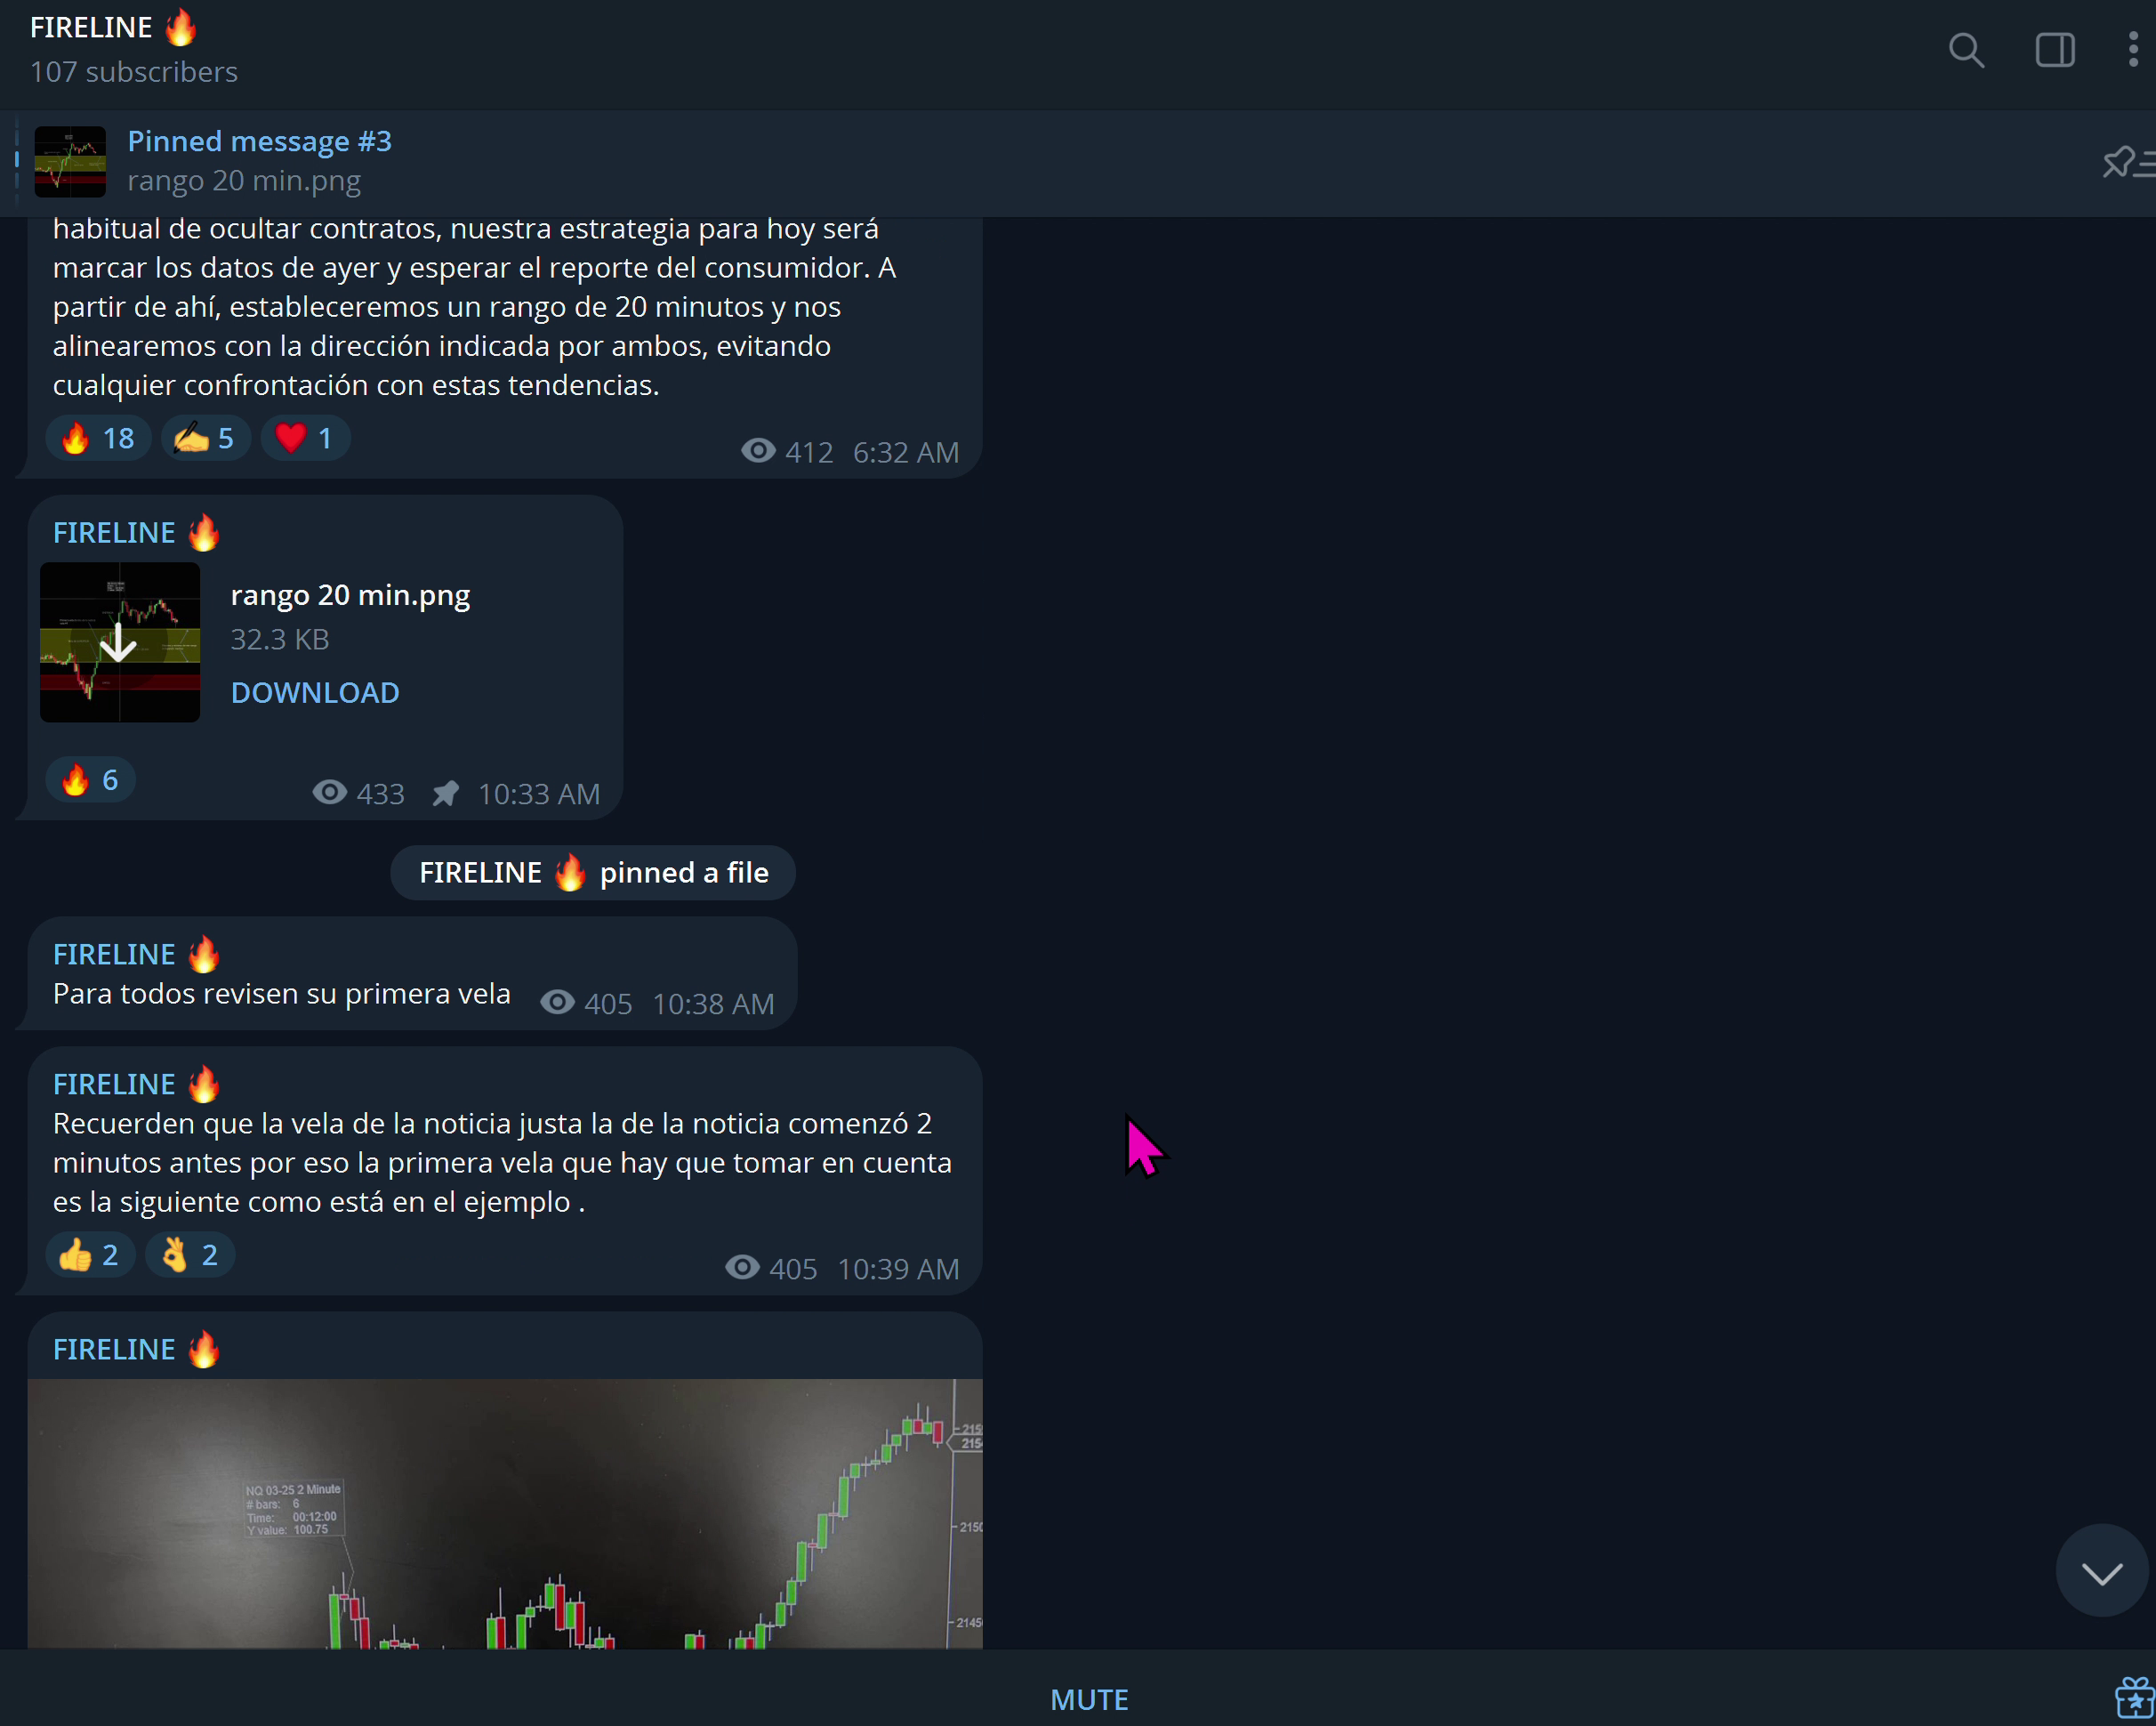 FIRELINE 🔥
107 subscribers
Pinned message #3
rango 20 min.png
habitual de ocultar contratos, nuestra estrategia para hoy será
marcar los datos de ayer y esperar el reporte del consumidor. A
partir de ahí, estableceremos un rango de 20 minutos y nos
alinearemos con la dirección indicada por ambos, evitando
cualquier confrontación con estas tendencias.
🔥 18 ✍️ 5 ❤️ 1
412 6:32 AM
FIRELINE 🔥
rango 20 min.png
32.3 KB
DOWNLOAD
🔥 6
433 10:33 AM
FIRELINE 🔥 pinned a file
FIRELINE 🔥
Para todos revisen su primera vela
405 10:38 AM
FIRELINE 🔥
Recuerden que la vela de la noticia justa la de la noticia comenzó 2
minutos antes por eso la primera vela que hay que tomar en cuenta
es la siguiente como está en el ejemplo .
👍 2 👌 2
405 10:39 AM
FIRELINE 🔥
NQ 03-25 2 Minute
# bars: 6
Time: 00:12:00
Y value: 100.75
MUTE